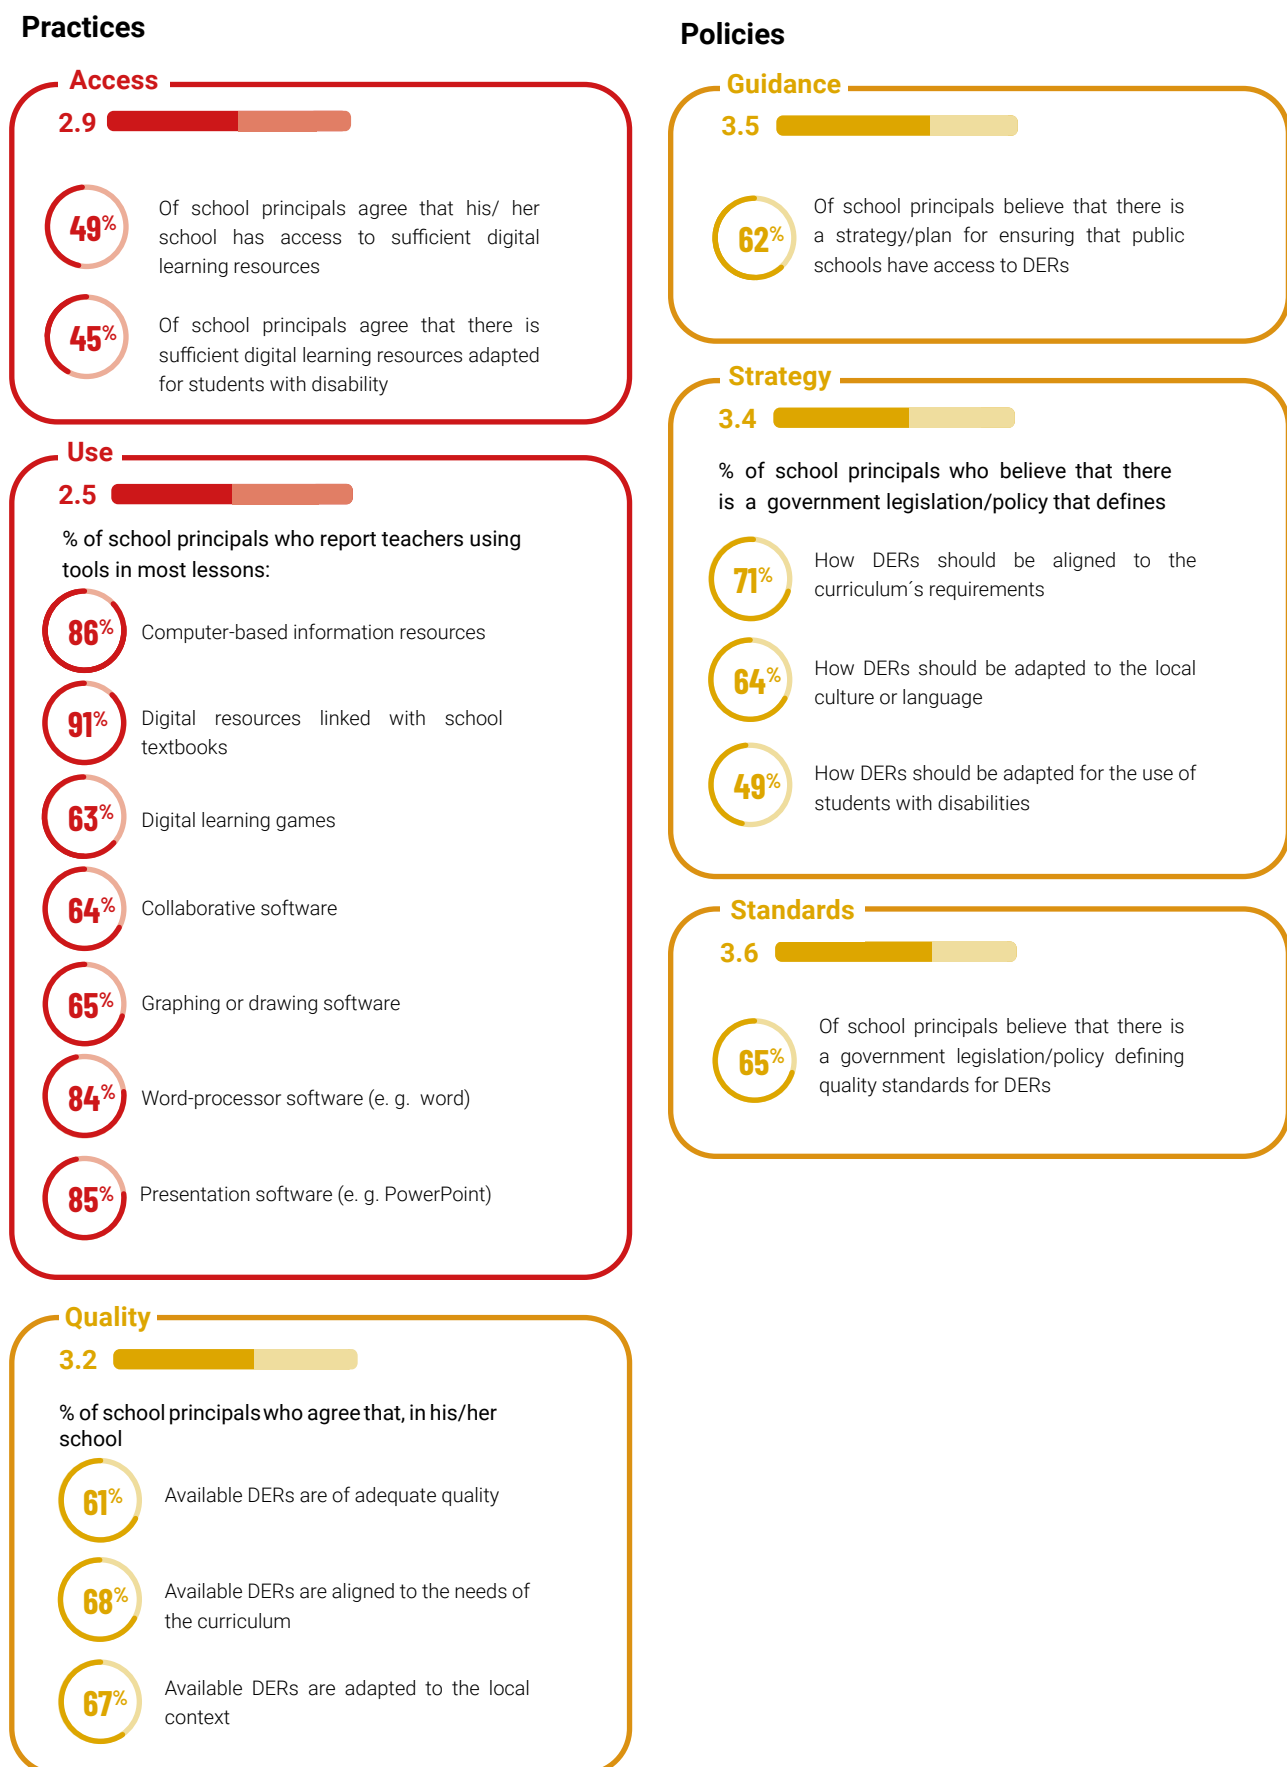 Practices
Access
2.9
49%
Of school principals agree that his/ her
school has access to sufficient digital
learning resources
45%
Of school principals agree that there is
sufficient digital learning resources adapted
for students with disability
Use
2.5
% of school principals who report teachers using
tools in most lessons:
86%
Computer-based information resources
91%
Digital resources linked with school
textbooks
63%
Digital learning games
64%
Collaborative software
65%
Graphing or drawing software
84%
Word-processor software (e. g. word)
85%
Presentation software (e. g. PowerPoint)
Quality
3.2
% of school principals who agree that, in his/her
school
61%
Available DERs are of adequate quality
68%
Available DERs are aligned to the needs of
the curriculum
67%
Available DERs are adapted to the local
context
Policies
Guidance
3.5
62%
Of school principals believe that there is
a strategy/plan for ensuring that public
schools have access to DERs
Strategy
3.4
% of school principals who believe that there
is a government legislation/policy that defines
71%
How DERs should be aligned to the
curriculum´s requirements
64%
How DERs should be adapted to the local
culture or language
49%
How DERs should be adapted for the use of
students with disabilities
Standards
3.6
65%
Of school principals believe that there is
a government legislation/policy defining
quality standards for DERs